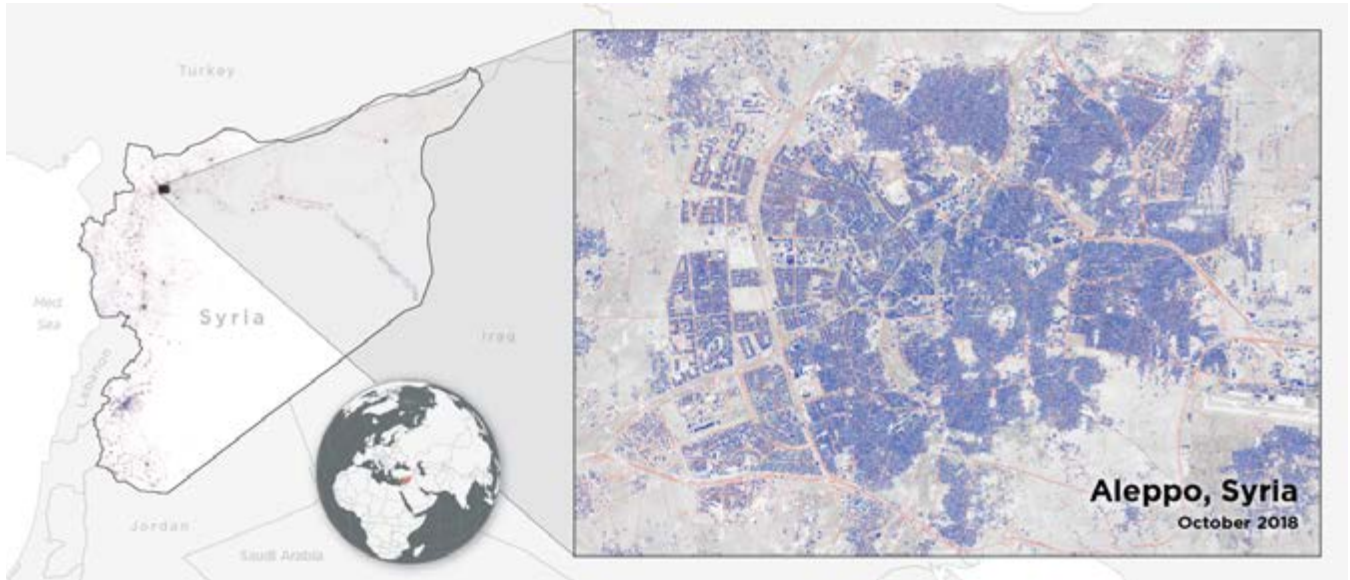 Turkey
Med.
Sea
Syria
Iraq
Lebanon
Jordan
Saudi Arabia
Aleppo, Syria
October 2018